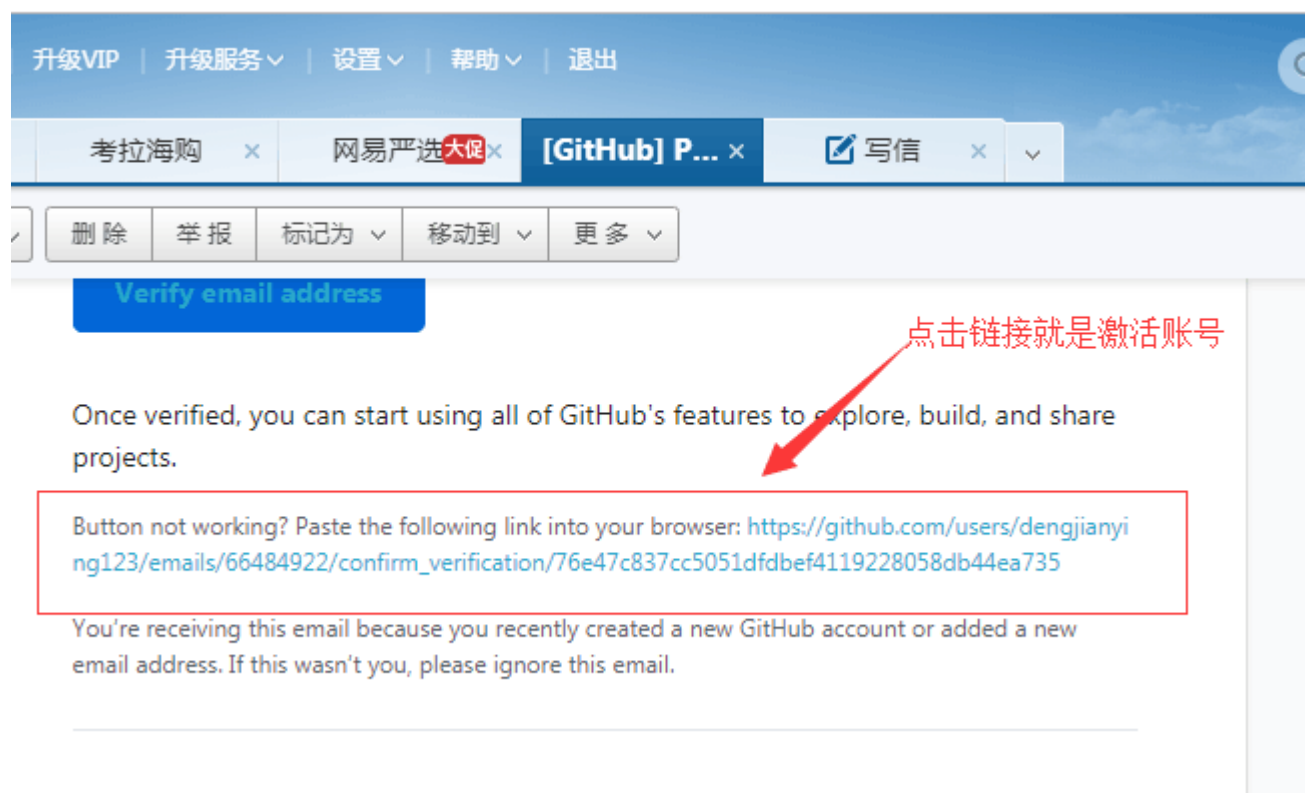 升级VIP | 升级服务 | 设置 | 帮助 | 退出
考拉海购 × 网易严选 大促 × [GitHub] P... × 写信 ×
删 除 举 报 标记为 移动到 更 多
Verify email address
点击链接就是激活账号
Once verified, you can start using all of GitHub's features to explore, build, and share
projects.
Button not working? Paste the following link into your browser: https://github.com/users/dengjianyi
ng123/emails/66484922/confirm_verification/76e47c837cc5051dfdbef4119228058db44ea735
You're receiving this email because you recently created a new GitHub account or added a new
email address. If this wasn't you, please ignore this email.